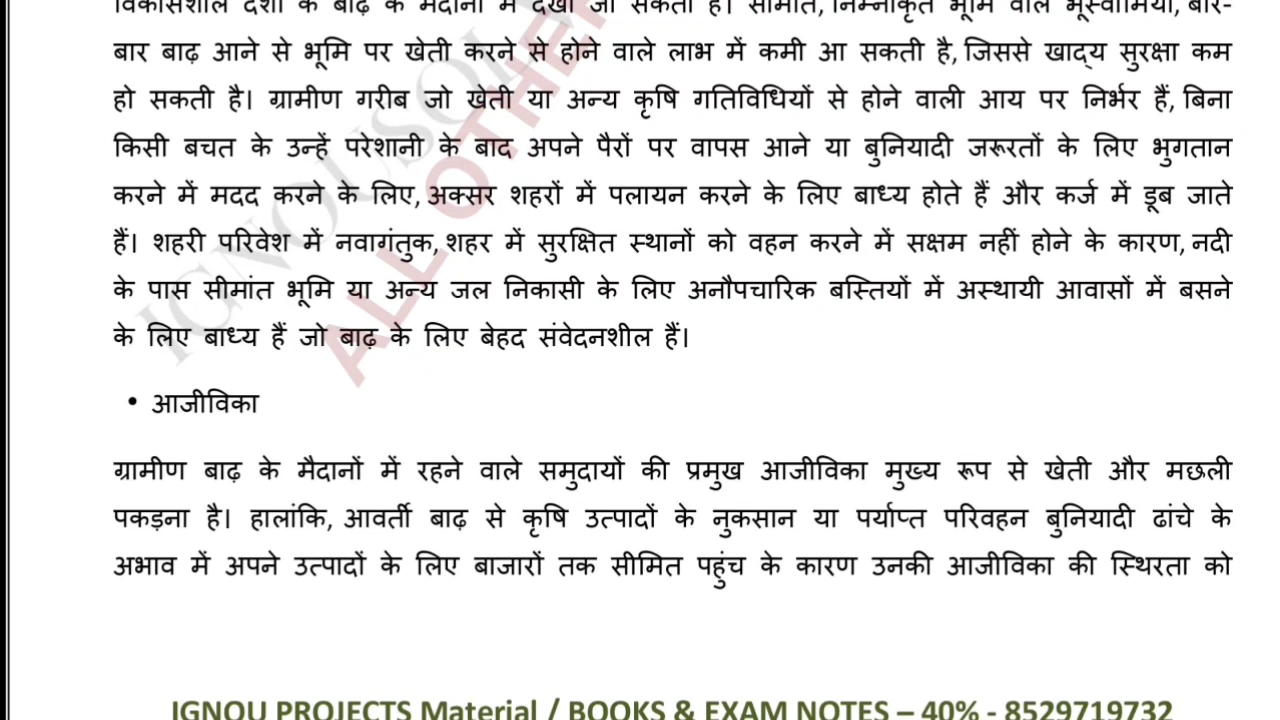 विकासशील देशों के बाढ़ के मैदानों में देखा जा सकता है। सीमांत, निम्नीकृत भूमि वाले भूस्वामियों, बार-
बार बाढ़ आने से भूमि पर खेती करने से होने वाले लाभ में कमी आ सकती है, जिससे खाद्य सुरक्षा कम
हो सकती है। ग्रामीण गरीब जो खेती या अन्य कृषि गतिविधियों से होने वाली आय पर निर्भर हैं, बिना
किसी बचत के उन्हें परेशानी के बाद अपने पैरों पर वापस आने या बुनियादी जरूरतों के लिए भुगतान
करने में मदद करने के लिए, अक्सर शहरों में पलायन करने के लिए बाध्य होते हैं और कर्ज में डूब जाते
हैं। शहरी परिवेश में नवागंतुक, शहर में सुरक्षित स्थानों को वहन करने में सक्षम नहीं होने के कारण, नदी
के पास सीमांत भूमि या अन्य जल निकासी के लिए अनौपचारिक बस्तियों में अस्थायी आवासों में बसने
के लिए बाध्य हैं जो बाढ़ के लिए बेहद संवेदनशील हैं।
• आजीविका
ग्रामीण बाढ़ के मैदानों में रहने वाले समुदायों की प्रमुख आजीविका मुख्य रूप से खेती और मछली
पकड़ना है। हालांकि, आवर्ती बाढ़ से कृषि उत्पादों के नुकसान या पर्याप्त परिवहन बुनियादी ढांचे के
अभाव में अपने उत्पादों के लिए बाजारों तक सीमित पहुंच के कारण उनकी आजीविका की स्थिरता को
IGNOU PROJECTS Material / BOOKS & EXAM NOTES – 40% - 8529719732
ALL OTHER